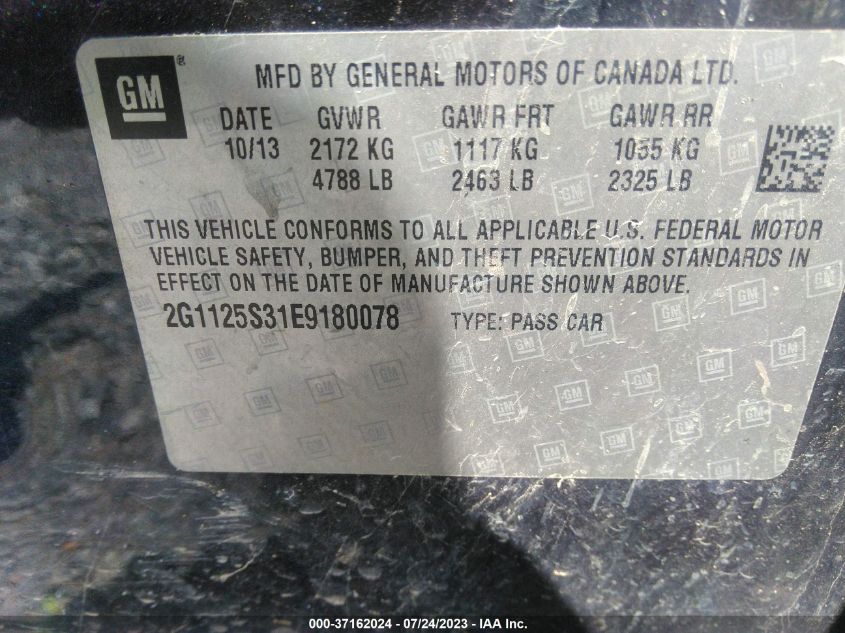 GM®
MFD BY GENERAL MOTORS OF CANADA LTD.
DATE GVWR GAWR FRT GAWR RR
10/13 2172 KG 1117 KG 1055 KG
4788 LB 2463 LB 2325 LB
THIS VEHICLE CONFORMS TO ALL APPLICABLE U.S. FEDERAL MOTOR
VEHICLE SAFETY, BUMPER, AND THEFT PREVENTION STANDARDS IN
EFFECT ON THE DATE OF MANUFACTURE SHOWN ABOVE.
2G1125S31E9180078 TYPE: PASS CAR
000-37162024 - 07/24/2023 - IAA Inc.